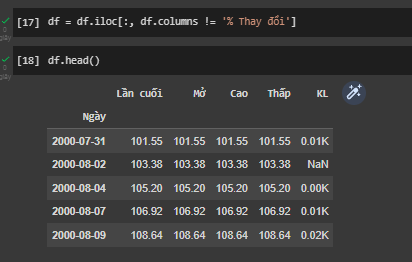 [17] df = df.iloc[:, df.columns != '% Thay đổi']
[18] df.head()
Lần cuối Mở Cao Thấp KL
Ngày
2000-07-31 101.55 101.55 101.55 101.55 0.01K
2000-08-02 103.38 103.38 103.38 103.38 NaN
2000-08-04 105.20 105.20 105.20 105.20 0.00K
2000-08-07 106.92 106.92 106.92 106.92 0.01K
2000-08-09 108.64 108.64 108.64 108.64 0.02K